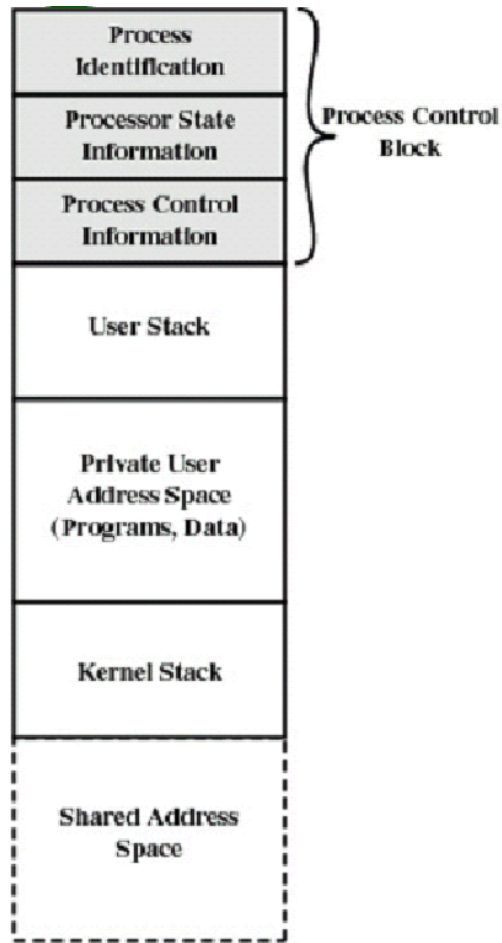 Process
Identification
Processor State
Information
Process Control
Information
Process Control
Block
User Stack
Private User
Address Space
(Programs, Data)
Kernel Stack
Shared Address
Space